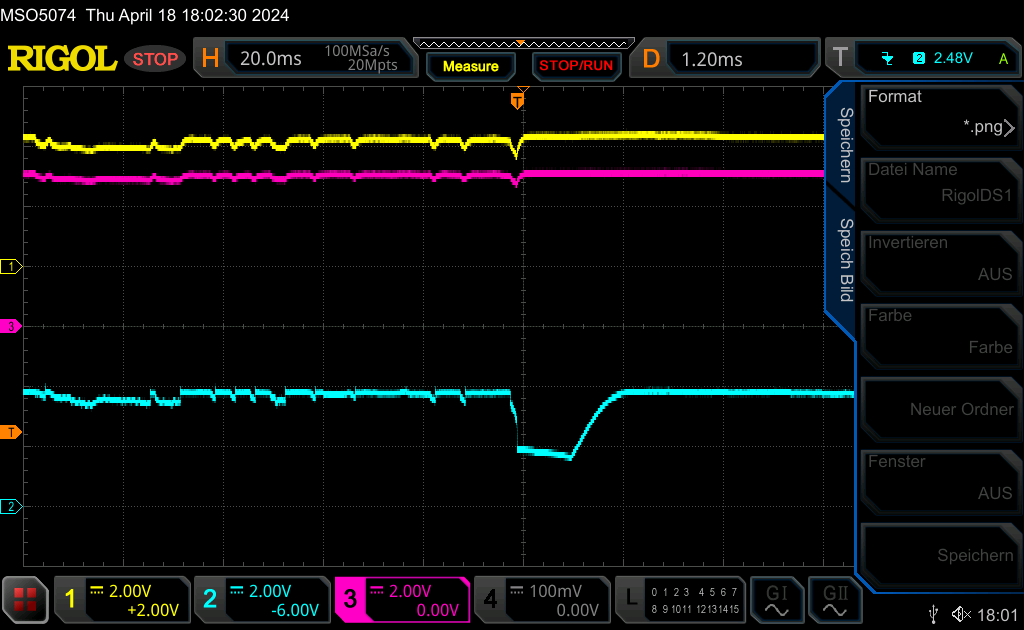 MSO5074 Thu April 18 18:02:30 2024
RIGOL STOP H 20.0ms 100MSa/s 20Mpts Measure STOP/RUN D 1.20ms T 2 2.48V A
T
Speichern
Speich Bild
Format
*.png
Datei Name
RigolDS1
Invertieren
AUS
Farbe
Farbe
Neuer Ordner
Fenster
AUS
Speichern
1
3
T
2
1 2.00V +2.00V
2 2.00V -6.00V
3 2.00V 0.00V
4 100mV 0.00V
L 0 1 2 3 4 5 6 7
8 9 10 11 12 13 14 15
GI
GII
18:01